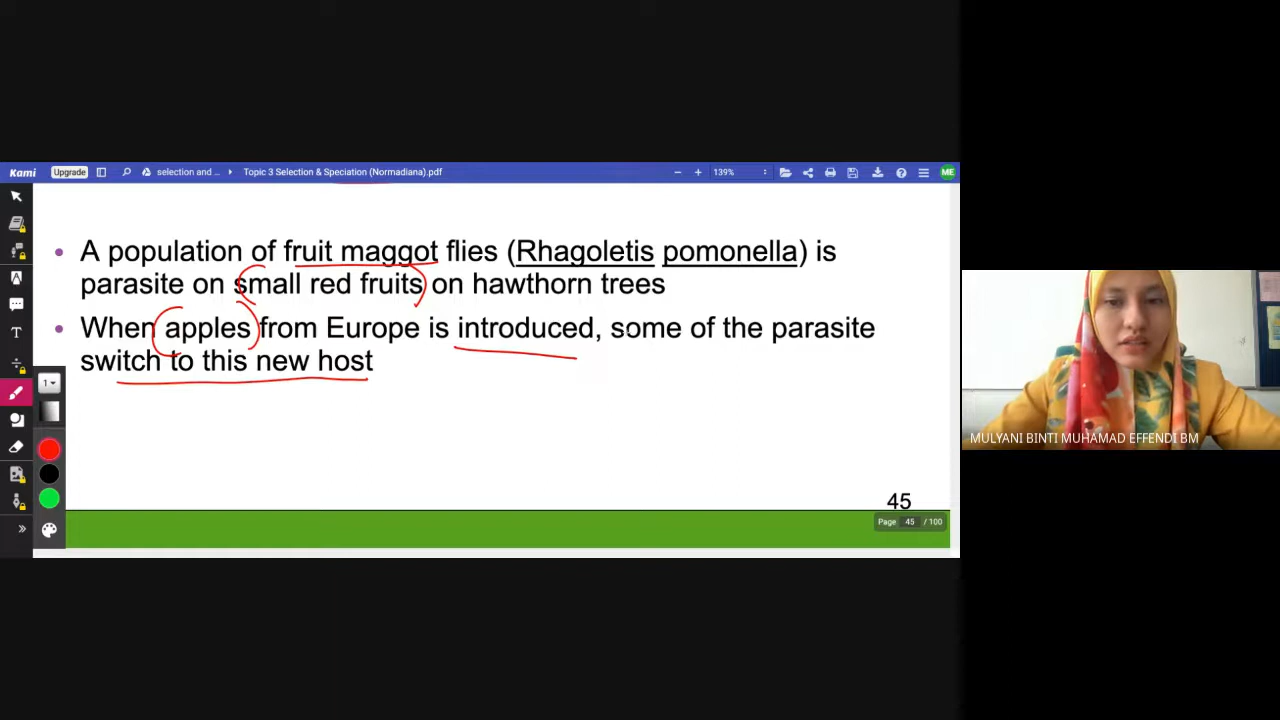 Kami Upgrade selection and ... Topic 3 Selection & Speciation (Normadiana).pdf 139% ME
• A population of fruit maggot flies (Rhagoletis pomonella) is
parasite on small red fruits on hawthorn trees
• When apples from Europe is introduced, some of the parasite
switch to this new host
1
45
Page 45 / 100
MULYANI BINTI MUHAMAD EFFENDI BM